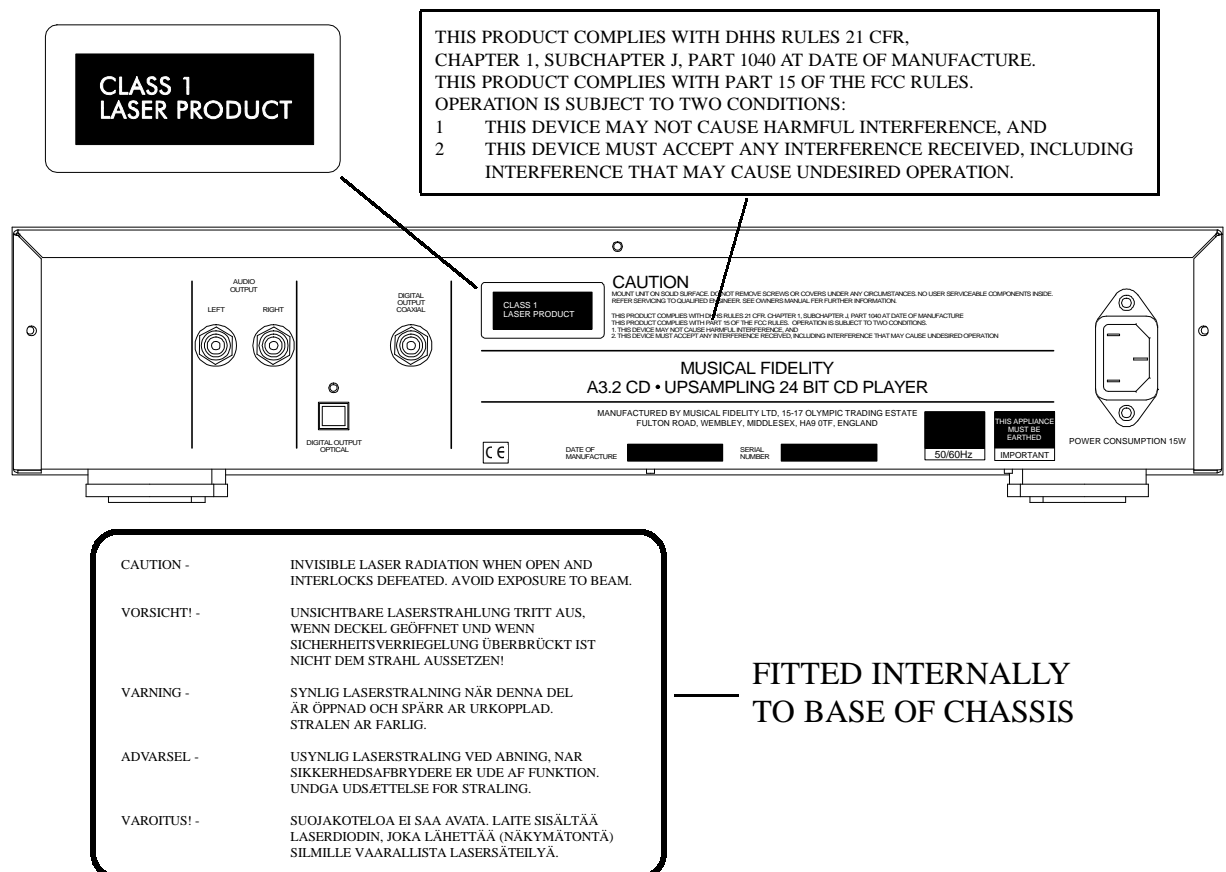 CLASS 1
LASER PRODUCT
THIS PRODUCT COMPLIES WITH DHHS RULES 21 CFR,
CHAPTER 1, SUBCHAPTER J, PART 1040 AT DATE OF MANUFACTURE.
THIS PRODUCT COMPLIES WITH PART 15 OF THE FCC RULES.
OPERATION IS SUBJECT TO TWO CONDITIONS:
1 THIS DEVICE MAY NOT CAUSE HARMFUL INTERFERENCE, AND
2 THIS DEVICE MUST ACCEPT ANY INTERFERENCE RECEIVED, INCLUDING
INTERFERENCE THAT MAY CAUSE UNDESIRED OPERATION.
AUDIO
OUTPUT
LEFT RIGHT
DIGITAL
OUTPUT
COAXIAL
DIGITAL OUTPUT
OPTICAL
CLASS 1
LASER PRODUCT
CAUTION
MOUNT UNIT ON SOLID SURFACE. DO NOT REMOVE SCREWS OR COVERS UNDER ANY CIRCUMSTANCES. NO USER SERVICEABLE COMPONENTS INSIDE.
REFER SERVICING TO QUALIFIED ENGINEER. SEE OWNERS MANUAL FER FURTHER INFORMATION.
THIS PRODUCT COMPLIES WITH DHHS RULES 21 CFR. CHAPTER 1, SUBCHAPTER J, PART 1040 AT DATE OF MANUFACTURE
THIS PRODUCT COMPLIES WITH PART 15 OF THE FCC RULES. OPERATION IS SUBJECT TO TWO CONDITIONS.
1. THIS DEVICE MAY NOT CAUSE HARMFUL INTERFERENCE, AND
2. THIS DEVICE MUST ACCEPT ANY INTERFERENCE RECEIVED, INCLUDING INTERFERENCE THAT MAY CAUSE UNDESIRED OPERATION
MUSICAL FIDELITY
A3.2 CD • UPSAMPLING 24 BIT CD PLAYER
MANUFACTURED BY MUSICAL FIDELITY LTD, 15-17 OLYMPIC TRADING ESTATE
FULTON ROAD, WEMBLEY, MIDDLESEX, HA9 0TF, ENGLAND
CE
DATE OF
MANUFACTURE
SERIAL
NUMBER
50/60Hz
THIS APPLIANCE
MUST BE
EARTHED
IMPORTANT
POWER CONSUMPTION 15W
CAUTION - INVISIBLE LASER RADIATION WHEN OPEN AND
INTERLOCKS DEFEATED. AVOID EXPOSURE TO BEAM.
VORSICHT! - UNSICHTBARE LASERSTRAHLUNG TRITT AUS,
WENN DECKEL GEÖFFNET UND WENN
SICHERHEITSVERRIEGELUNG ÜBERBRÜCKT IST
NICHT DEM STRAHL AUSSETZEN!
VARNING - SYNLIG LASERSTRALNING NÄR DENNA DEL
ÄR ÖPPNAD OCH SPÄRR AR URKOPPLAD.
STRALEN AR FARLIG.
ADVARSEL - USYNLIG LASERSTRALING VED ABNING, NAR
SIKKERHEDSAFBRYDERE ER UDE AF FUNKTION.
UNDGA UDSÆTTELSE FOR STRALING.
VAROITUS! - SUOJAKOTELOA EI SAA AVATA. LAITE SISÄLTÄÄ
LASERDIODIN, JOKA LÄHETTÄÄ (NÄKYMÄTONTÄ)
SILMILLE VAARALLISTA LASERSÄTEILYÄ.
FITTED INTERNALLY
TO BASE OF CHASSIS